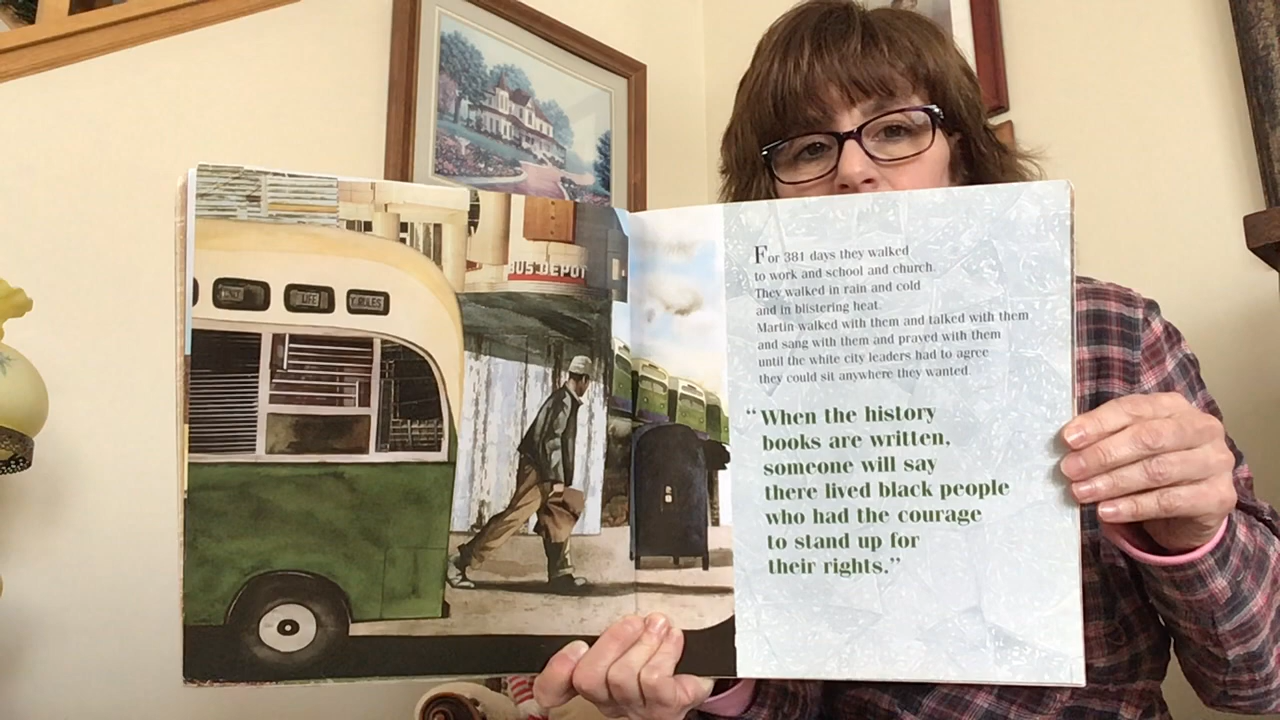 LIFE
RULES
BUS DEPOT
For 381 days they walked
to work and school and church.
They walked in rain and cold
and in blistering heat.
Martin walked with them and talked with them
and sang with them and prayed with them
until the white city leaders had to agree
they could sit anywhere they wanted.
“When the history
books are written,
someone will say
there lived black people
who had the courage
to stand up for
their rights.”